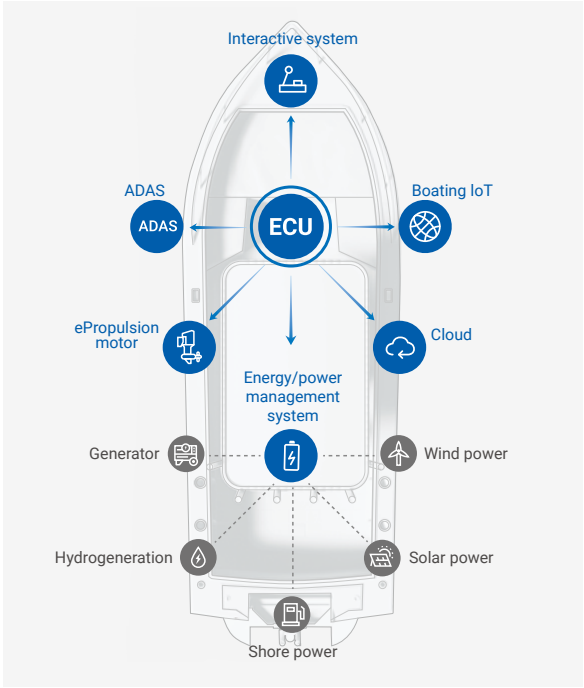 Interactive system
ADAS
Boating IoT
ADAS
ECU
ePropulsion
motor
Cloud
Energy/power
management
system
Generator
Wind power
Hydrogeneration
Solar power
Shore power